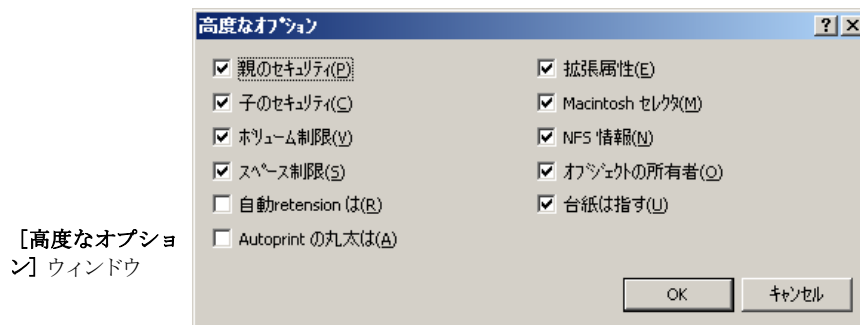 高度なｵﾌﾟｼｮﾝ
親のｾｷｭﾘﾃｨ(P)
子のｾｷｭﾘﾃｨ(C)
ﾎﾞﾘｭｰﾑ制限(V)
ｽﾍﾟｰｽ制限(S)
自動retension は(R)
Autoprint の丸太は(A)
拡張属性(E)
Macintosh ｾﾚｸﾀ(M)
NFS 情報(N)
ｵﾌﾞｼﾞｪｸﾄの所有者(O)
台紙は指す(U)
OK
ｷｬﾝｾﾙ
［高度なオプショ
ン］ウィンドウ